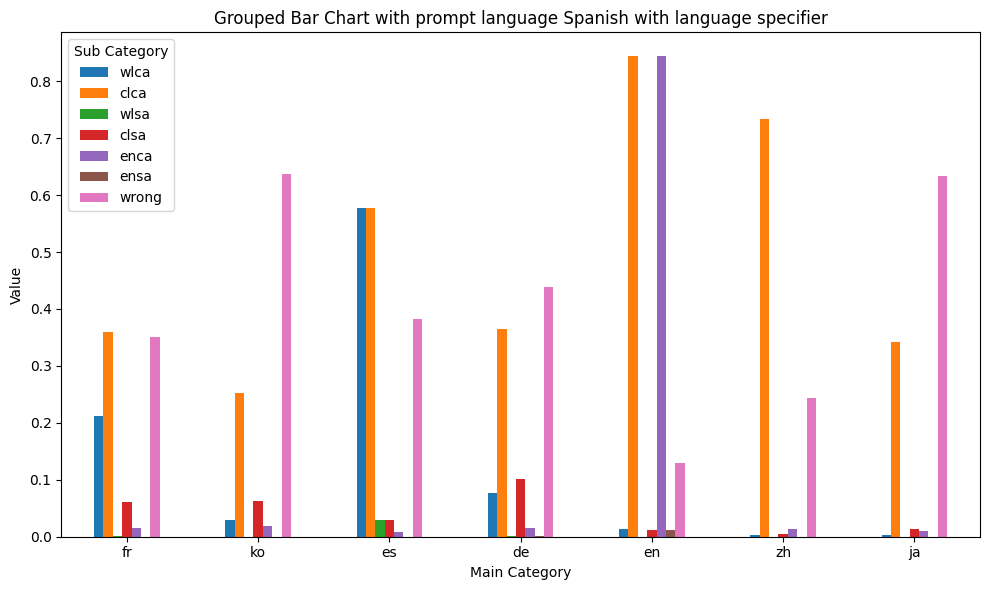 Grouped Bar Chart with prompt language Spanish with language specifier
Sub Category
wlca
clca
wlsa
clsa
enca
ensa
wrong
Value
0.8
0.7
0.6
0.5
0.4
0.3
0.2
0.1
0.0
fr ko es de en zh ja
Main Category